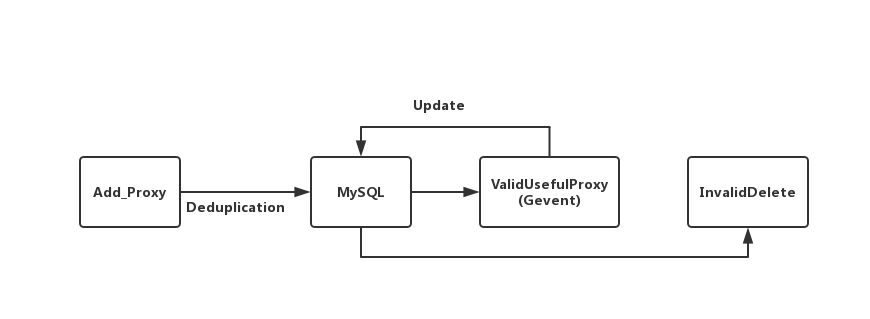 Update
Add_Proxy
Deduplication
MySQL
ValidUsefulProxy
(Gevent)
InvalidDelete